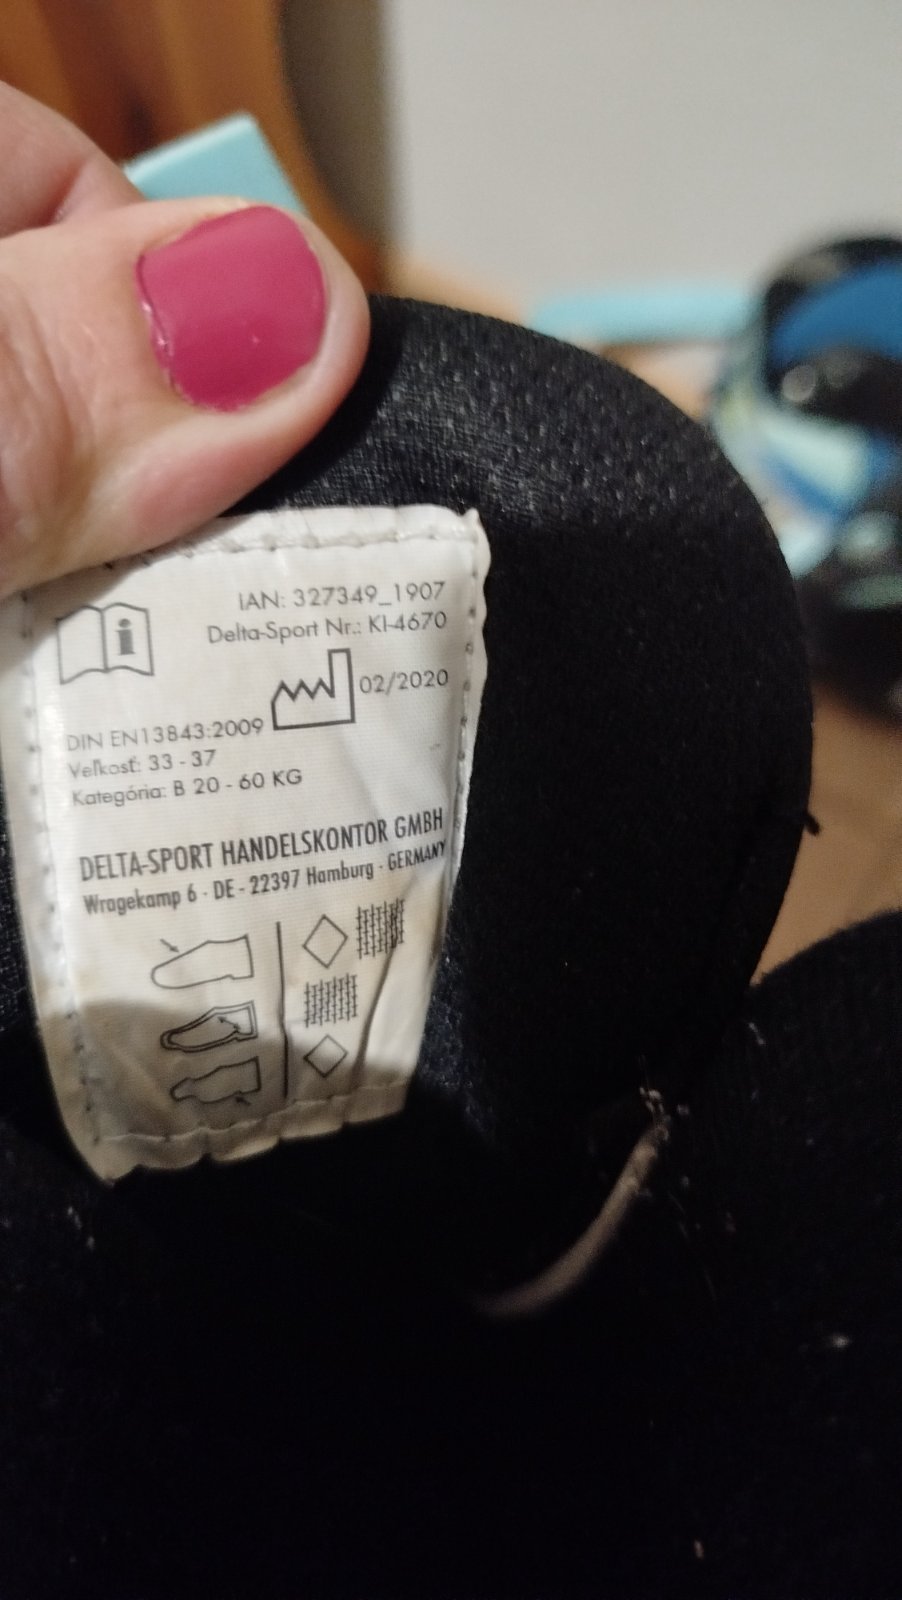 IAN: 327349_1907
Delta-Sport Nr.: KI-4670
02/2020
DIN EN13843:2009
Veľkosť: 33 - 37
Kategória: B 20 - 60 KG
DELTA-SPORT HANDELSKONTOR GMBH
Wragekamp 6 · DE - 22397 Hamburg · GERMANY